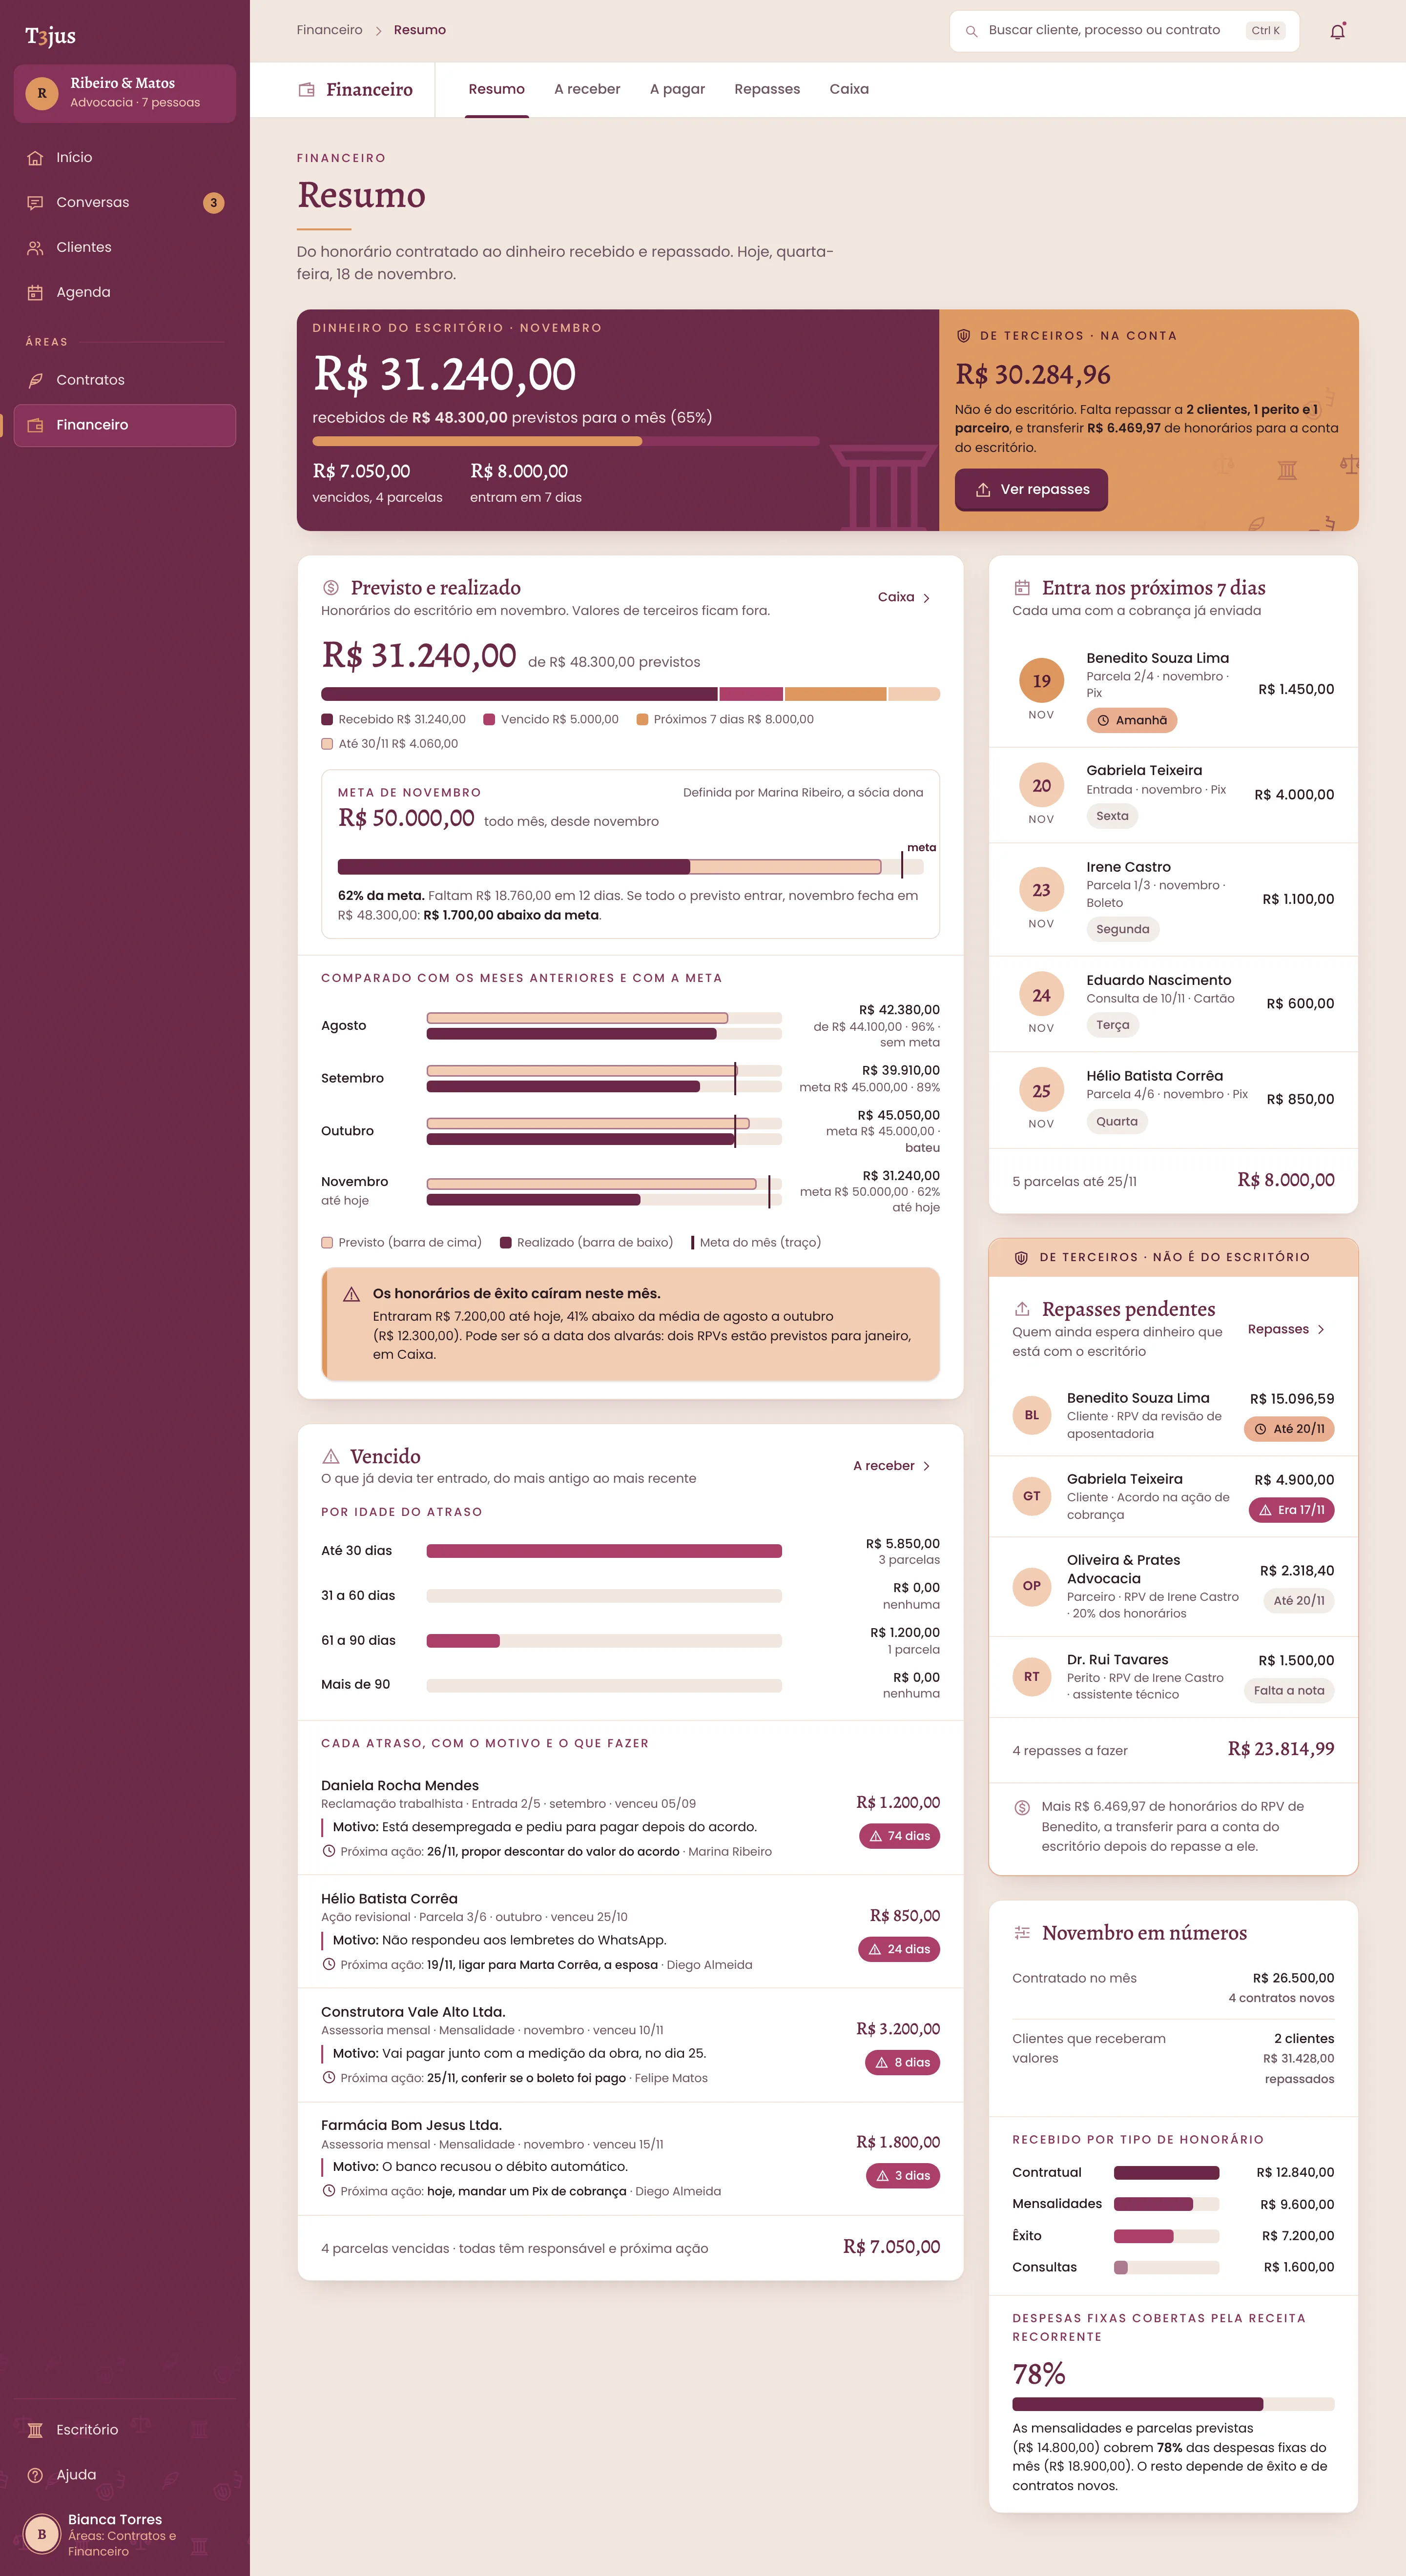 T3jus
R
Ribeiro & Matos
Advocacia · 7 pessoas
Início
Conversas
3
Clientes
Agenda
ÁREAS
Contratos
Financeiro
Escritório
Ajuda
B
Bianca Torres
Áreas: Contratos e
Financeiro
Financeiro
Resumo
Buscar cliente, processo ou contrato
Ctrl K
Financeiro
Resumo
A receber
A pagar
Repasses
Caixa
FINANCEIRO
Resumo
Do honorário contratado ao dinheiro recebido e repassado. Hoje, quarta-
feira, 18 de novembro.
DINHEIRO DO ESCRITÓRIO · NOVEMBRO
R$ 31.240,00
recebidos de R$ 48.300,00 previstos para o mês (65%)
R$ 7.050,00
vencidos, 4 parcelas
R$ 8.000,00
entram em 7 dias
DE TERCEIROS · NA CONTA
R$ 30.284,96
Não é do escritório. Falta repassar a 2 clientes, 1 perito e 1
parceiro, e transferir R$ 6.469,97 de honorários para a conta
do escritório.
Ver repasses
Previsto e realizado
Honorários do escritório em novembro. Valores de terceiros ficam fora.
Caixa
R$ 31.240,00 de R$ 48.300,00 previstos
Recebido R$ 31.240,00
Vencido R$ 5.000,00
Próximos 7 dias R$ 8.000,00
Até 30/11 R$ 4.060,00
META DE NOVEMBRO
Definida por Marina Ribeiro, a sócia dona
R$ 50.000,00 todo mês, desde novembro
meta
62% da meta. Faltam R$ 18.760,00 em 12 dias. Se todo o previsto entrar, novembro fecha em
R$ 48.300,00: R$ 1.700,00 abaixo da meta.
COMPARADO COM OS MESES ANTERIORES E COM A META
Agosto
R$ 42.380,00
de R$ 44.100,00 · 96% ·
sem meta
Setembro
R$ 39.910,00
meta R$ 45.000,00 · 89%
Outubro
R$ 45.050,00
meta R$ 45.000,00 ·
bateu
Novembro
até hoje
R$ 31.240,00
meta R$ 50.000,00 · 62%
até hoje
Previsto (barra de cima)
Realizado (barra de baixo)
Meta do mês (traço)
Os honorários de êxito caíram neste mês.
Entraram R$ 7.200,00 até hoje, 41% abaixo da média de agosto a outubro
(R$ 12.300,00). Pode ser só a data dos alvarás: dois RPVs estão previstos para janeiro,
em Caixa.
Vencido
O que já devia ter entrado, do mais antigo ao mais recente
A receber
POR IDADE DO ATRASO
Até 30 dias
R$ 5.850,00
3 parcelas
31 a 60 dias
R$ 0,00
nenhuma
61 a 90 dias
R$ 1.200,00
1 parcela
Mais de 90
R$ 0,00
nenhuma
CADA ATRASO, COM O MOTIVO E O QUE FAZER
Daniela Rocha Mendes
Reclamação trabalhista · Entrada 2/5 · setembro · venceu 05/09
Motivo: Está desempregada e pediu para pagar depois do acordo.
Próxima ação: 26/11, propor descontar do valor do acordo · Marina Ribeiro
R$ 1.200,00
74 dias
Hélio Batista Corrêa
Ação revisional · Parcela 3/6 · outubro · venceu 25/10
Motivo: Não respondeu aos lembretes do WhatsApp.
Próxima ação: 19/11, ligar para Marta Corrêa, a esposa · Diego Almeida
R$ 850,00
24 dias
Construtora Vale Alto Ltda.
Assessoria mensal · Mensalidade · novembro · venceu 10/11
Motivo: Vai pagar junto com a medição da obra, no dia 25.
Próxima ação: 25/11, conferir se o boleto foi pago · Felipe Matos
R$ 3.200,00
8 dias
Farmácia Bom Jesus Ltda.
Assessoria mensal · Mensalidade · novembro · venceu 15/11
Motivo: O banco recusou o débito automático.
Próxima ação: hoje, mandar um Pix de cobrança · Diego Almeida
R$ 1.800,00
3 dias
4 parcelas vencidas · todas têm responsável e próxima ação
R$ 7.050,00
Entra nos próximos 7 dias
Cada uma com a cobrança já enviada
19
NOV
Benedito Souza Lima
Parcela 2/4 · novembro ·
Pix
Amanhã
R$ 1.450,00
20
NOV
Gabriela Teixeira
Entrada · novembro · Pix
Sexta
R$ 4.000,00
23
NOV
Irene Castro
Parcela 1/3 · novembro ·
Boleto
Segunda
R$ 1.100,00
24
NOV
Eduardo Nascimento
Consulta de 10/11 · Cartão
Terça
R$ 600,00
25
NOV
Hélio Batista Corrêa
Parcela 4/6 · novembro · Pix
Quarta
R$ 850,00
5 parcelas até 25/11
R$ 8.000,00
DE TERCEIROS · NÃO É DO ESCRITÓRIO
Repasses pendentes
Quem ainda espera dinheiro que
está com o escritório
Repasses
BL
Benedito Souza Lima
Cliente · RPV da revisão de
aposentadoria
R$ 15.096,59
Até 20/11
GT
Gabriela Teixeira
Cliente · Acordo na ação de
cobrança
R$ 4.900,00
Era 17/11
OP
Oliveira & Prates
Advocacia
Parceiro · RPV de Irene Castro
· 20% dos honorários
R$ 2.318,40
Até 20/11
RT
Dr. Rui Tavares
Perito · RPV de Irene Castro
· assistente técnico
R$ 1.500,00
Falta a nota
4 repasses a fazer
R$ 23.814,99
Mais R$ 6.469,97 de honorários do RPV de
Benedito, a transferir para a conta do
escritório depois do repasse a ele.
Novembro em números
Contratado no mês
R$ 26.500,00
4 contratos novos
Clientes que receberam
valores
2 clientes
R$ 31.428,00
repassados
RECEBIDO POR TIPO DE HONORÁRIO
Contratual
R$ 12.840,00
Mensalidades
R$ 9.600,00
Êxito
R$ 7.200,00
Consultas
R$ 1.600,00
DESPESAS FIXAS COBERTAS PELA RECEITA
RECORRENTE
78%
As mensalidades e parcelas previstas
(R$ 14.800,00) cobrem 78% das despesas fixas do
mês (R$ 18.900,00). O resto depende de êxito e de
contratos novos.